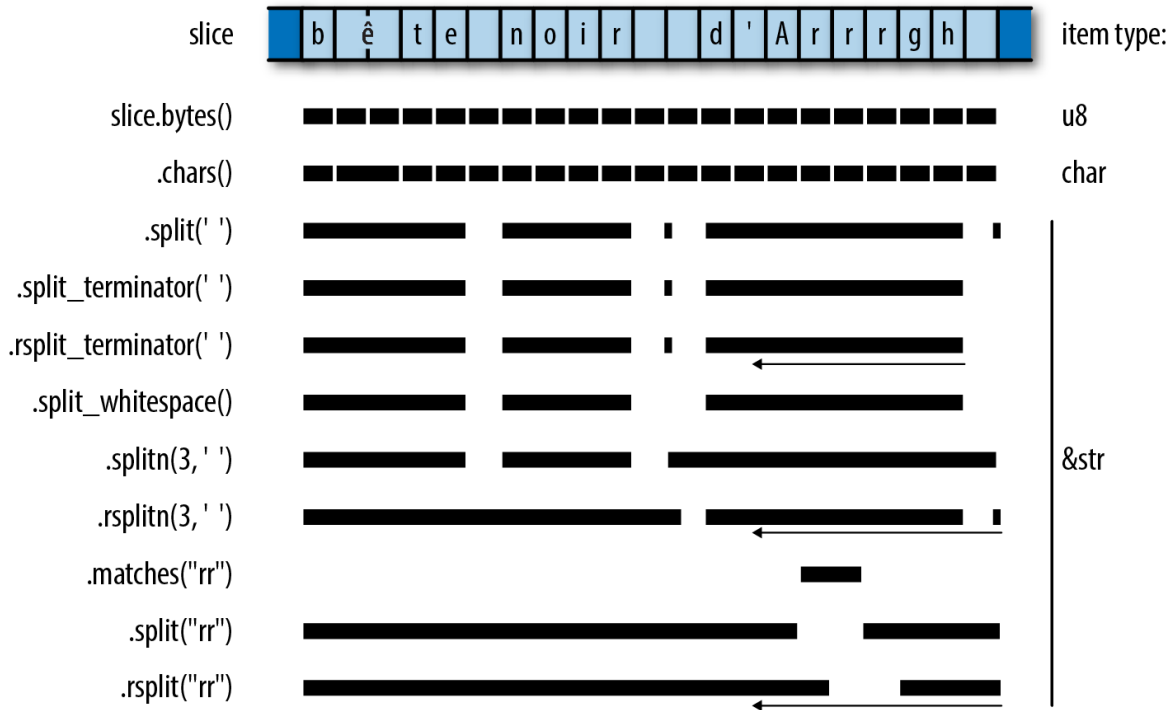 slice b ê t e n o i r d ' A r r r g h item type:
slice.bytes() u8
.chars() char
.split(' ')
.split_terminator(' ')
.rsplit_terminator(' ')
.split_whitespace()
.splitn(3, ' ') &str
.rsplitn(3, ' ')
.matches("rr")
.split("rr")
.rsplit("rr")